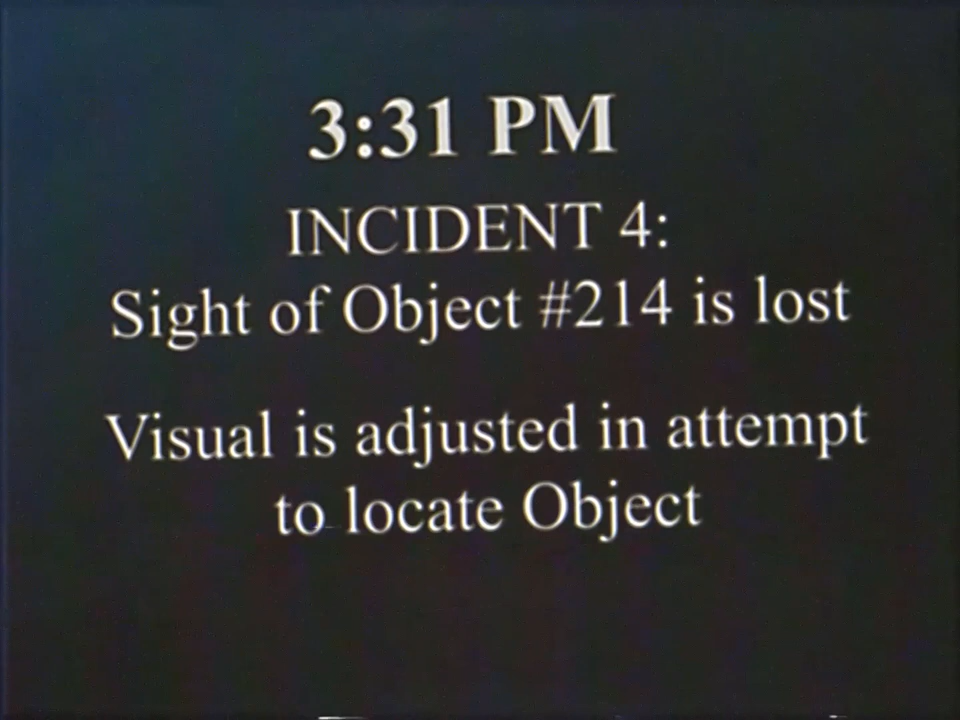 3:31 PM
INCIDENT 4:
Sight of Object #214 is lost
Visual is adjusted in attempt
to locate Object